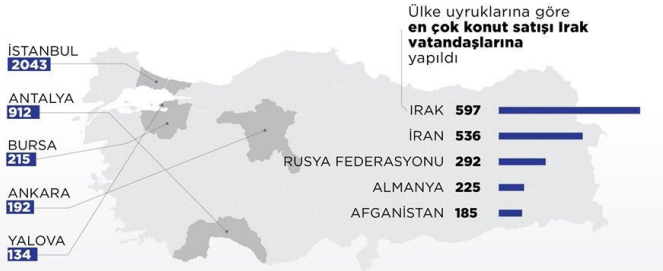 Ülke uyruklarına göre
en çok konut satışı Irak
vatandaşlarına
yapıldı
İSTANBUL
2043
ANTALYA
912
BURSA
215
ANKARA
192
YALOVA
134
IRAK 597
İRAN 536
RUSYA FEDERASYONU 292
ALMANYA 225
AFGANİSTAN 185